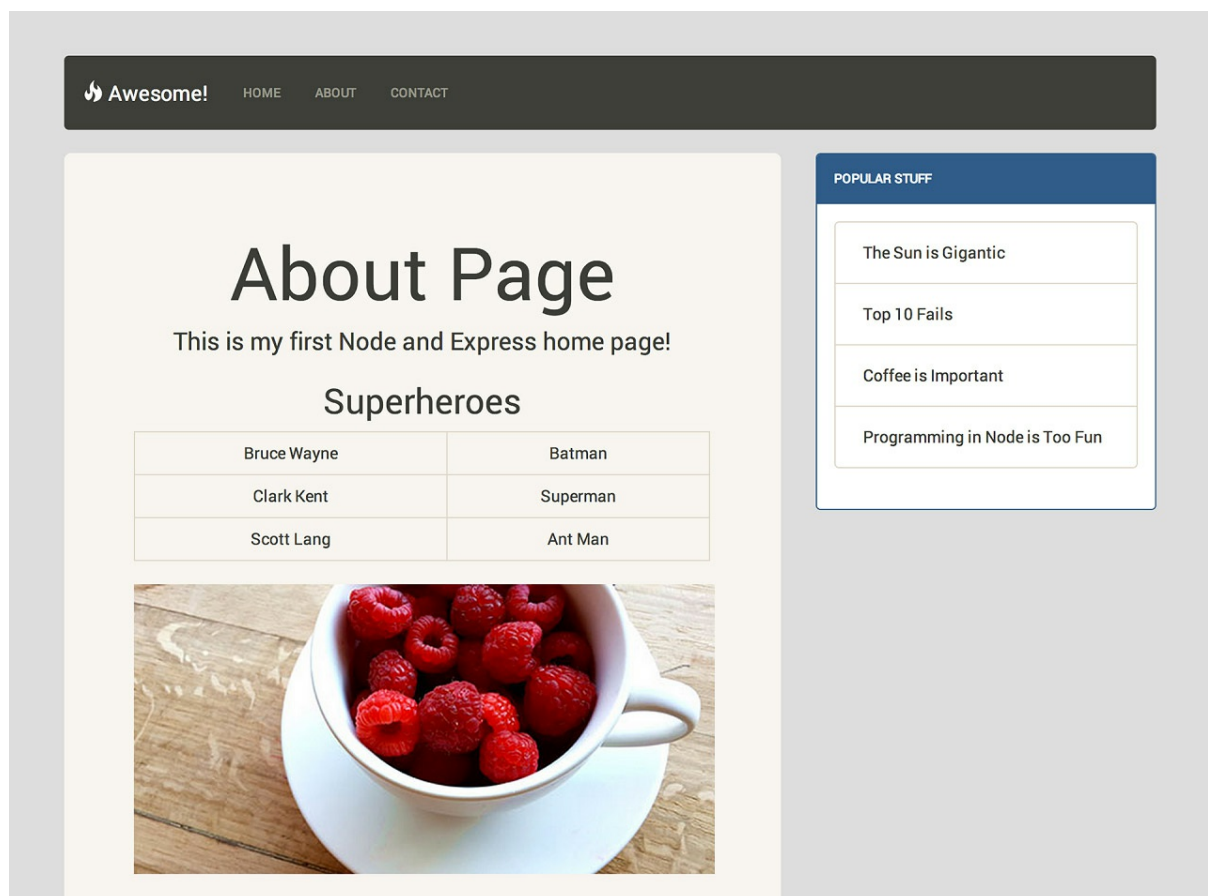 Awesome! HOME ABOUT CONTACT
About Page
This is my first Node and Express home page!
Superheroes
Bruce Wayne Batman
Clark Kent Superman
Scott Lang Ant Man
POPULAR STUFF
The Sun is Gigantic
Top 10 Fails
Coffee is Important
Programming in Node is Too Fun